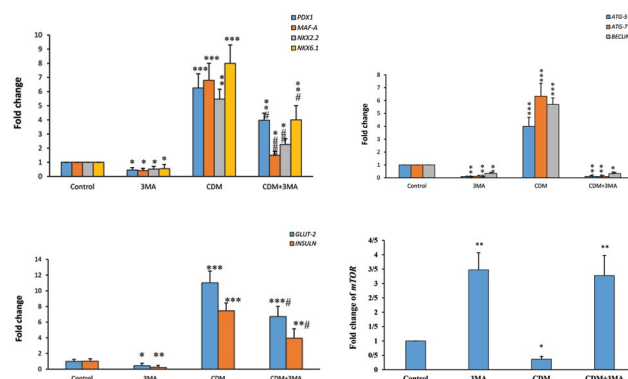 PDX1
MAF-A
NKX2.2
NKX6.1
Fold change
10
9
8
7
6
5
4
3
2
1
0
*** *** ** ***
* * * *
**# *## *## **#
Control 3MA CDM CDM+3MA
ATG-5
ATG-7
BECLIN
Fold change
8
7
6
5
4
3
2
1
0
*** *** ***
** ** *
** ** *
Control 3MA CDM CDM+3MA
GLUT-2
INSULN
Fold change
14
12
10
8
6
4
2
0
*** ***
* **
***# **#
Control 3MA CDM CDM+3MA
Fold change of mTOR
4/5
4
3/5
3
2/5
2
1/5
1
0/5
0
** * **
Control 3MA CDM CDM+3MA